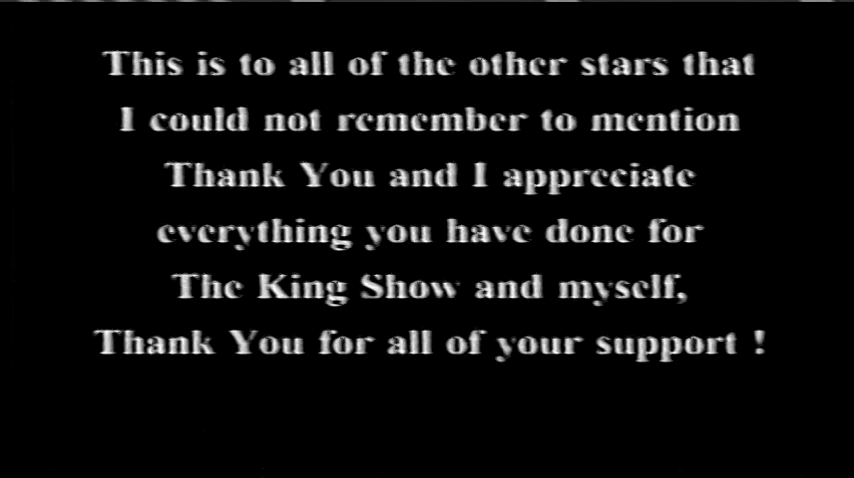 This is to all of the other stars that
I could not remember to mention
Thank You and I appreciate
everything you have done for
The King Show and myself,
Thank You for all of your support !